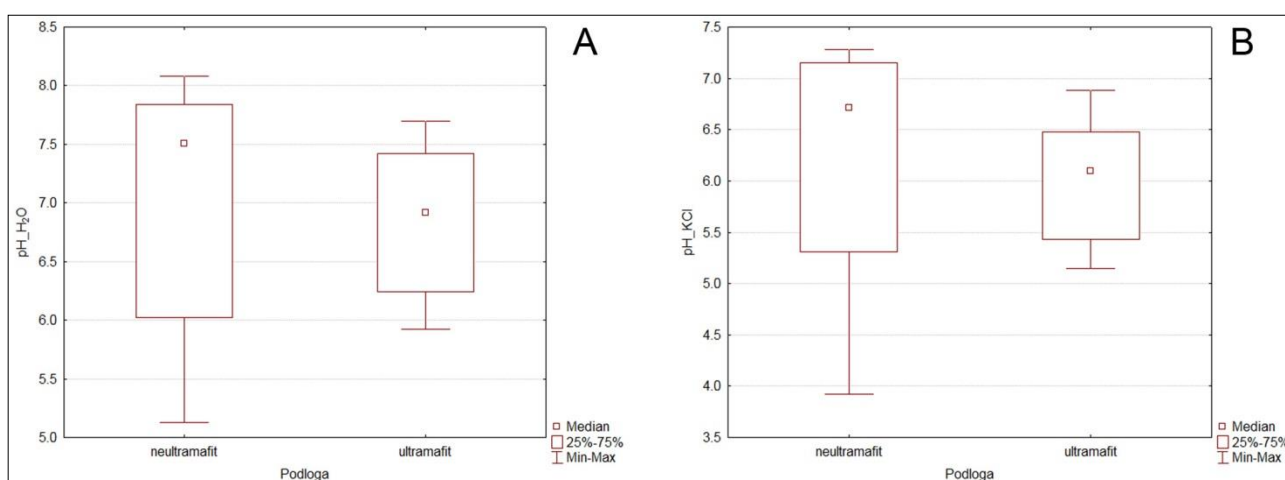 A
8.5
8.0
7.5
7.0
6.5
6.0
5.5
5.0
pH_H₂O
neultramafit
ultramafit
Podloga
Median
25%-75%
Min-Max
B
7.5
7.0
6.5
6.0
5.5
5.0
4.5
4.0
3.5
pH_KCl
neultramafit
ultramafit
Podloga
Median
25%-75%
Min-Max